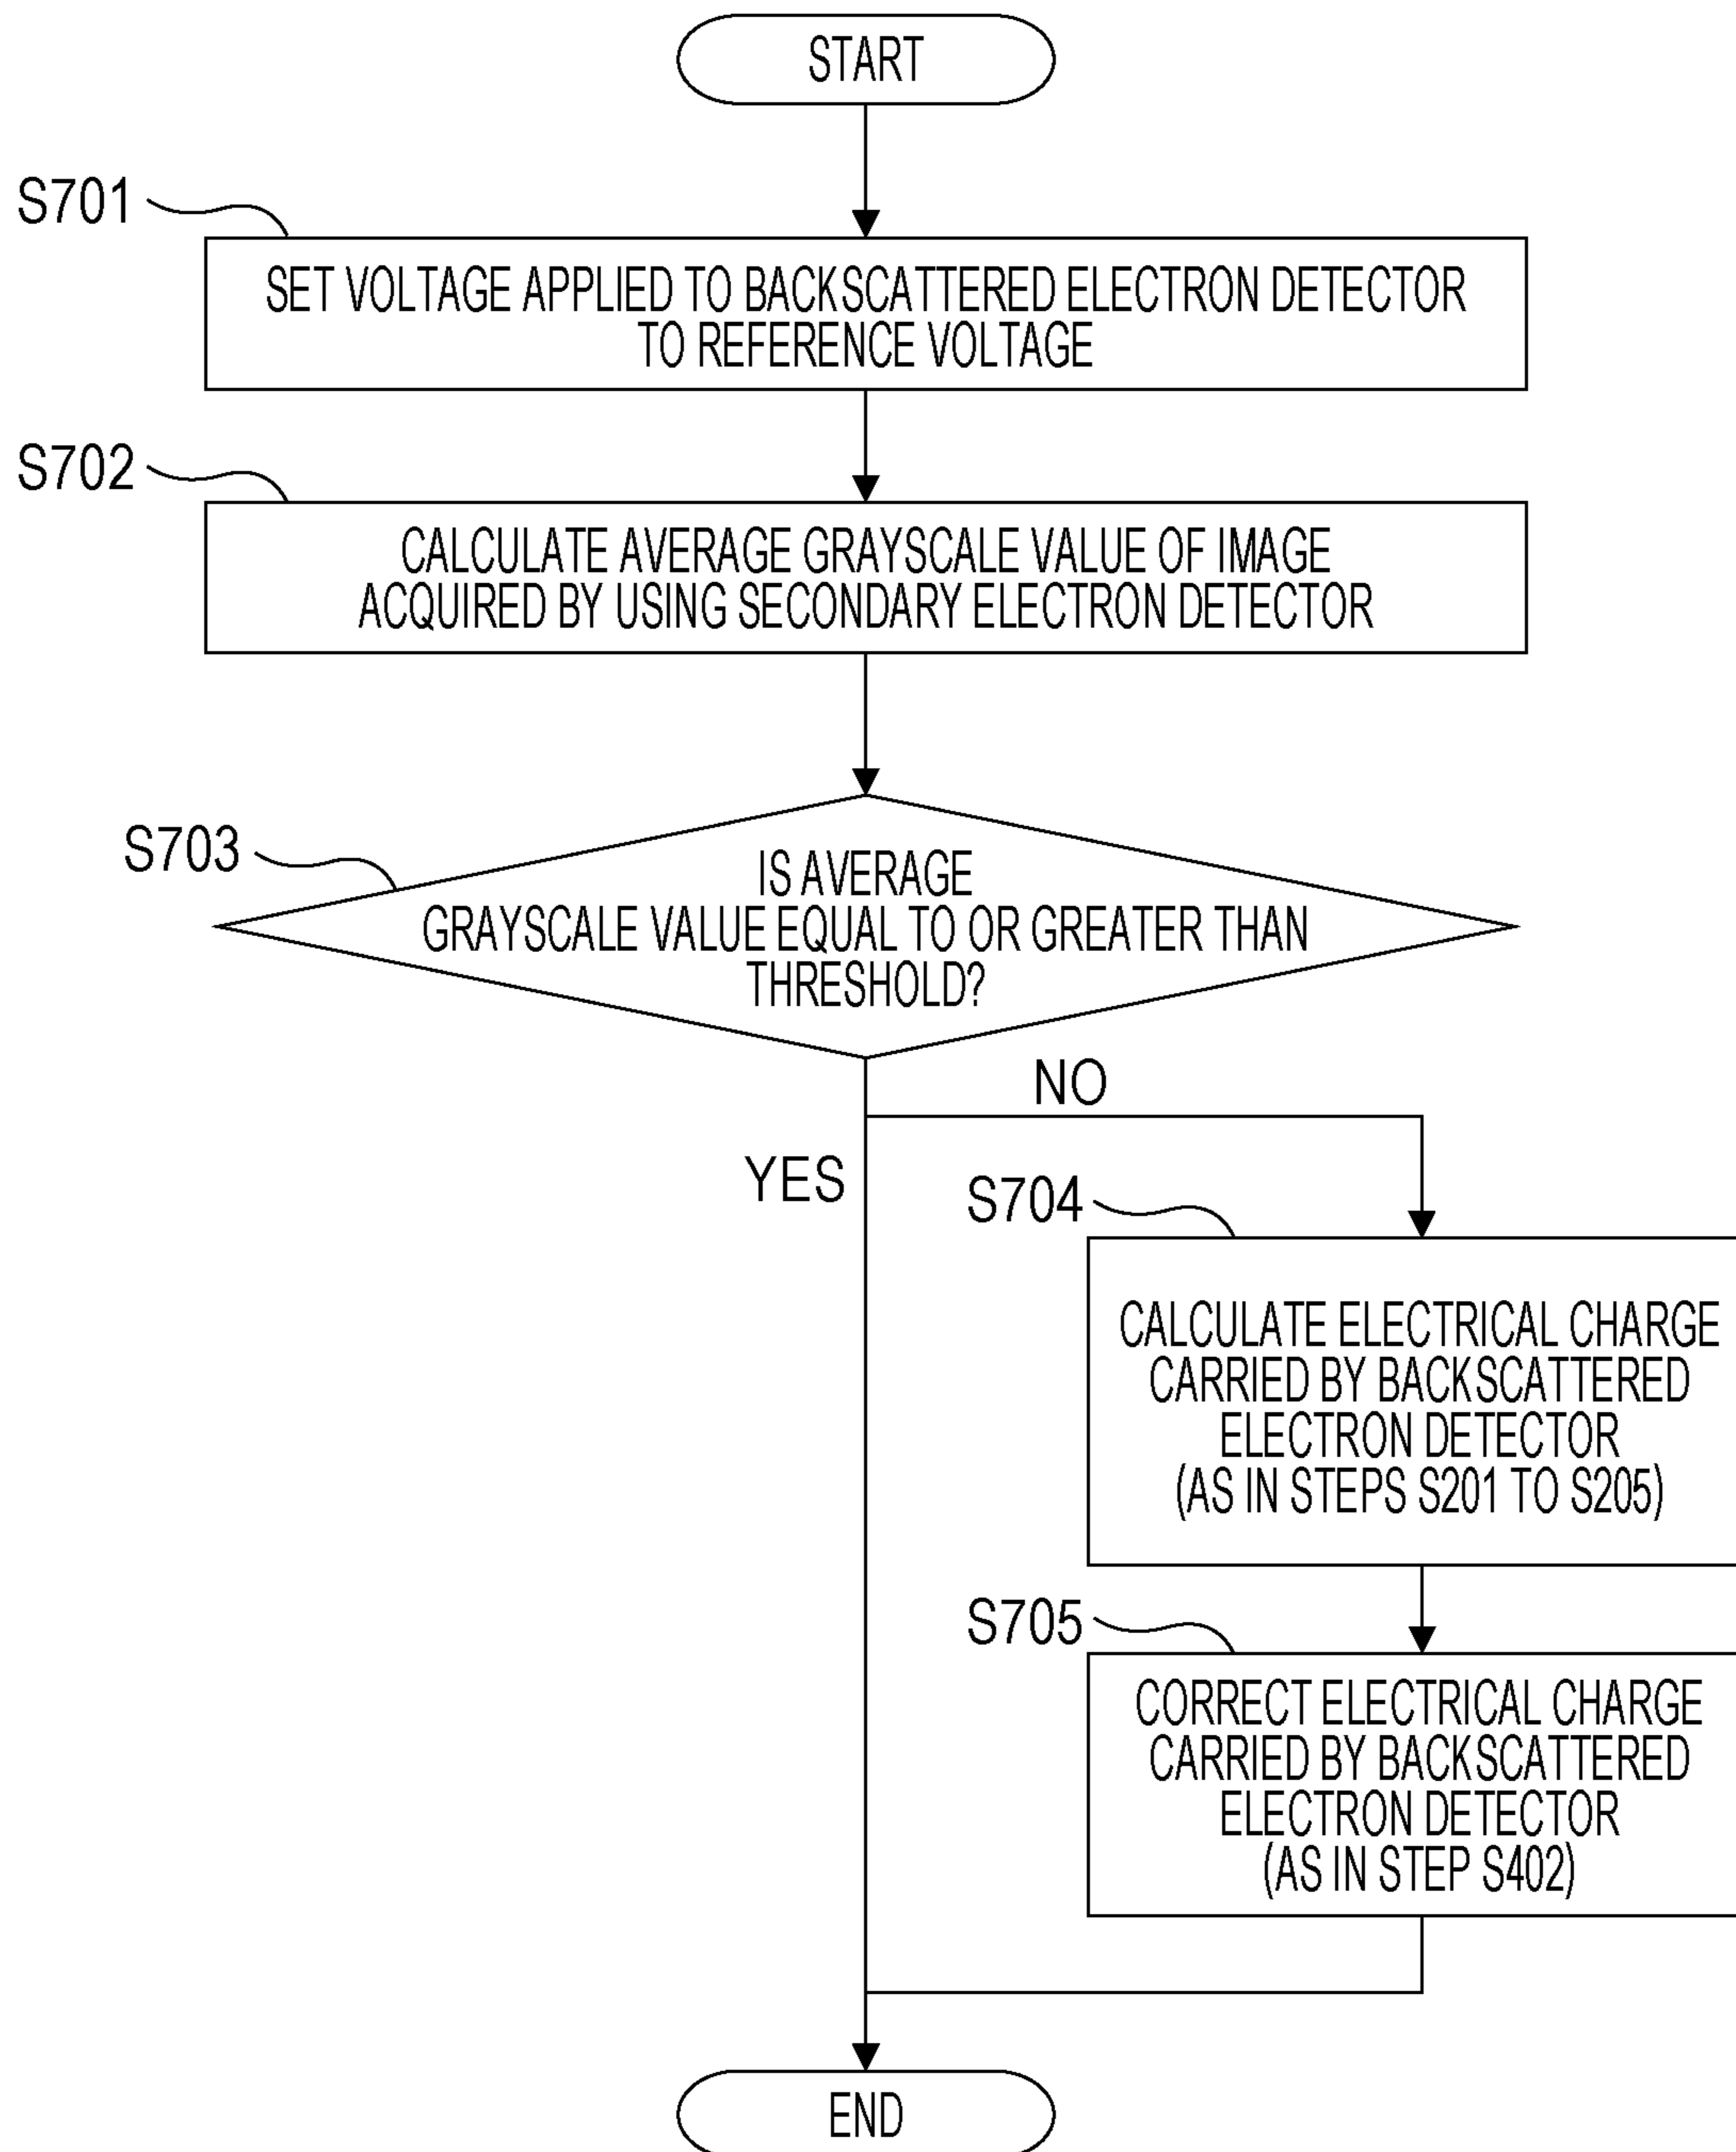 START
S701
SET VOLTAGE APPLIED TO BACKSCATTERED ELECTRON DETECTOR
TO REFERENCE VOLTAGE
S702
CALCULATE AVERAGE GRAYSCALE VALUE OF IMAGE
ACQUIRED BY USING SECONDARY ELECTRON DETECTOR
S703
IS AVERAGE
GRAYSCALE VALUE EQUAL TO OR GREATER THAN
THRESHOLD?
NO
YES
S704
CALCULATE ELECTRICAL CHARGE
CARRIED BY BACKSCATTERED
ELECTRON DETECTOR
(AS IN STEPS S201 TO S205)
S705
CORRECT ELECTRICAL CHARGE
CARRIED BY BACKSCATTERED
ELECTRON DETECTOR
(AS IN STEP S402)
END